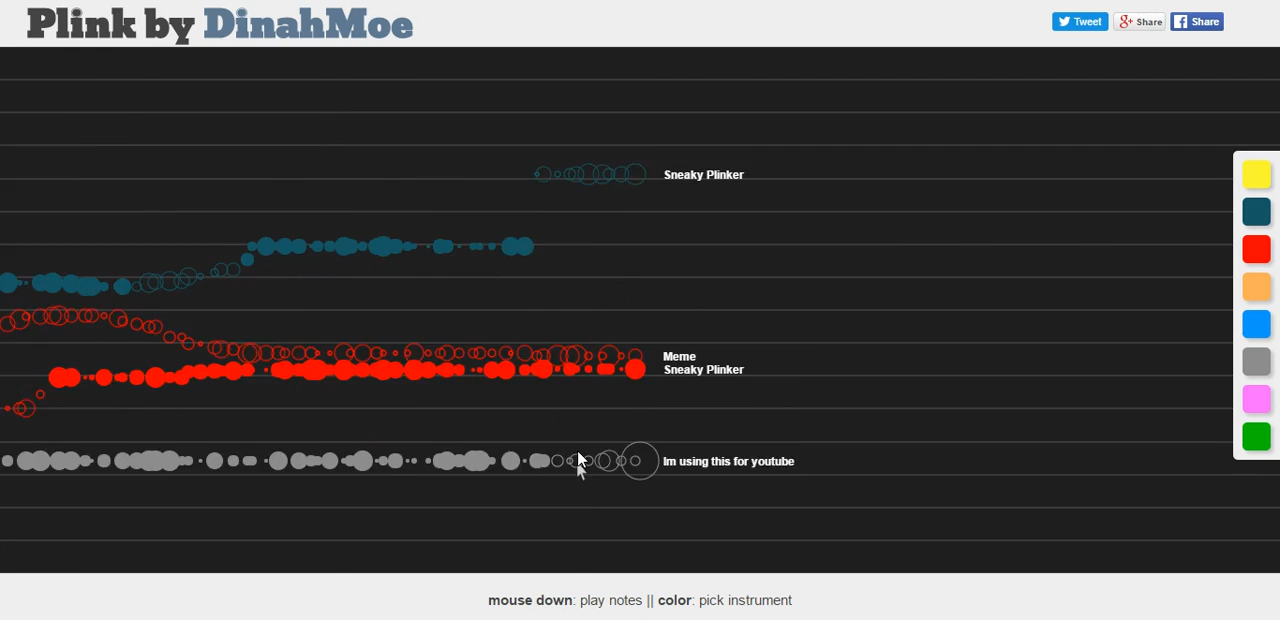 Plink by DinahMoe
Tweet
Share
Share
Sneaky Plinker
Meme
Sneaky Plinker
Im using this for youtube
mouse down: play notes || color: pick instrument